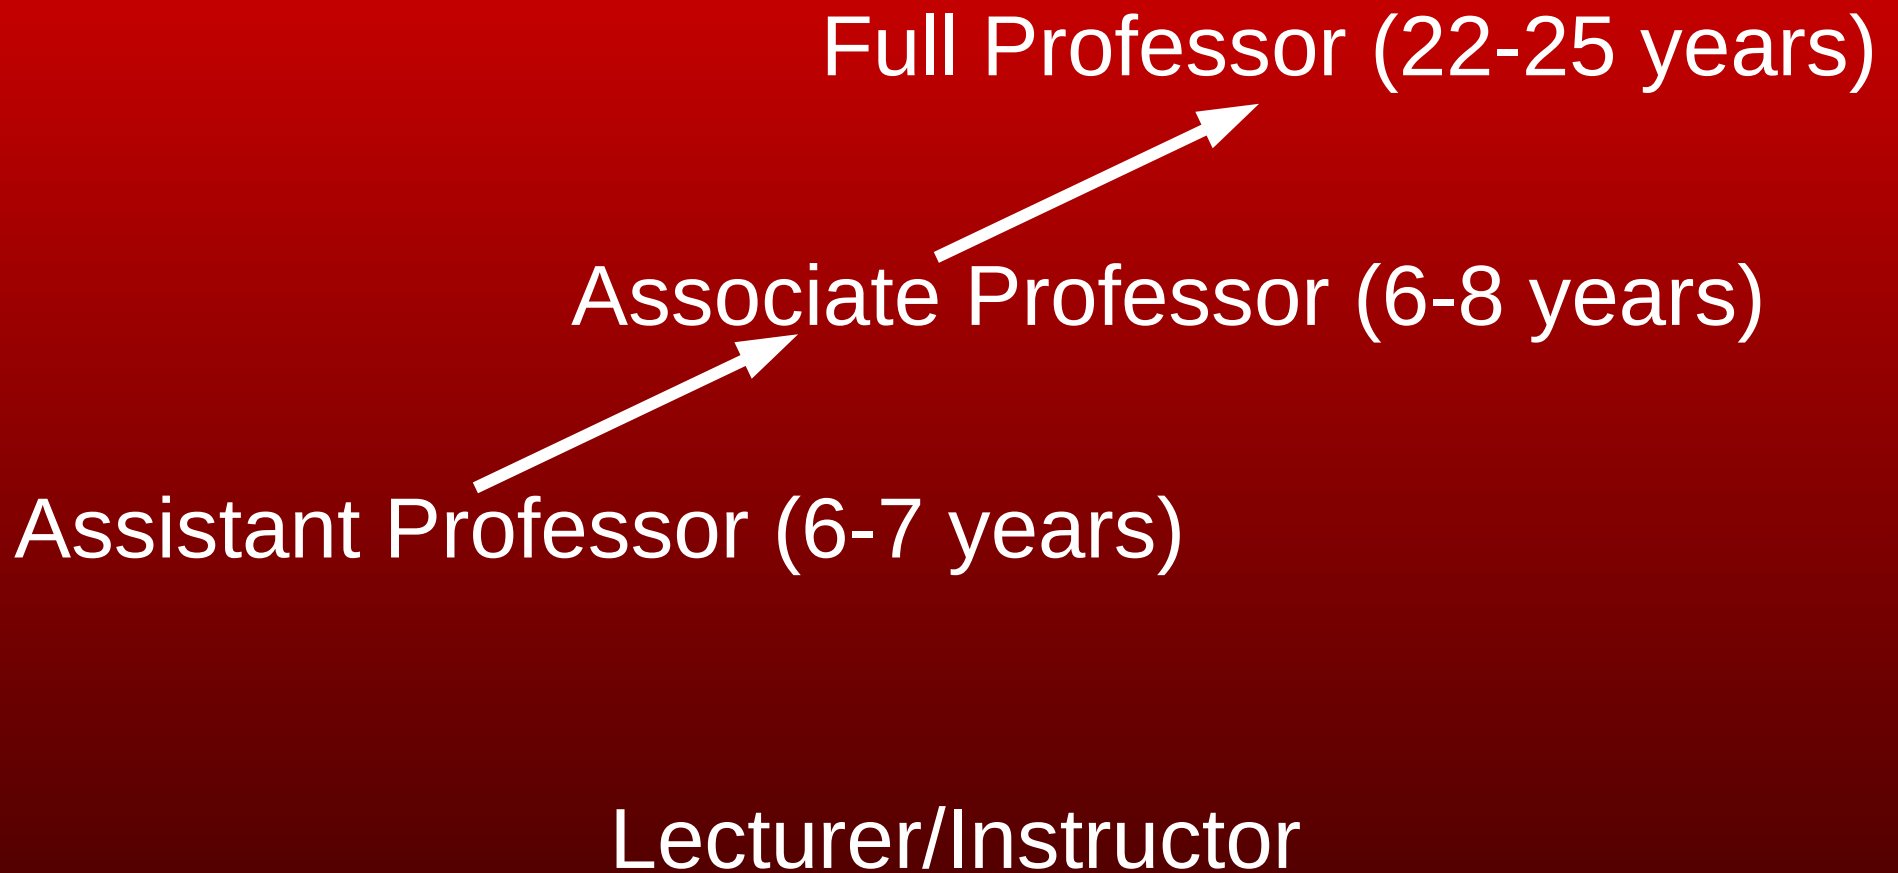 Full Professor (22-25 years)
Associate Professor (6-8 years)
Assistant Professor (6-7 years)
Lecturer/Instructor